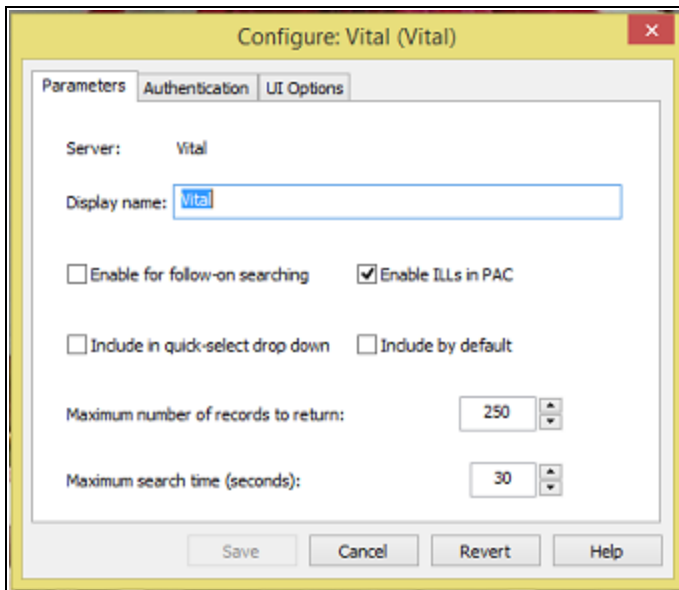 Configure: Vital (Vital)
Parameters Authentication UI Options
Server: Vital
Display name: Vital
Enable for follow-on searching Enable ILLs in PAC
Include in quick-select drop down Include by default
Maximum number of records to return: 250
Maximum search time (seconds): 30
Save Cancel Revert Help